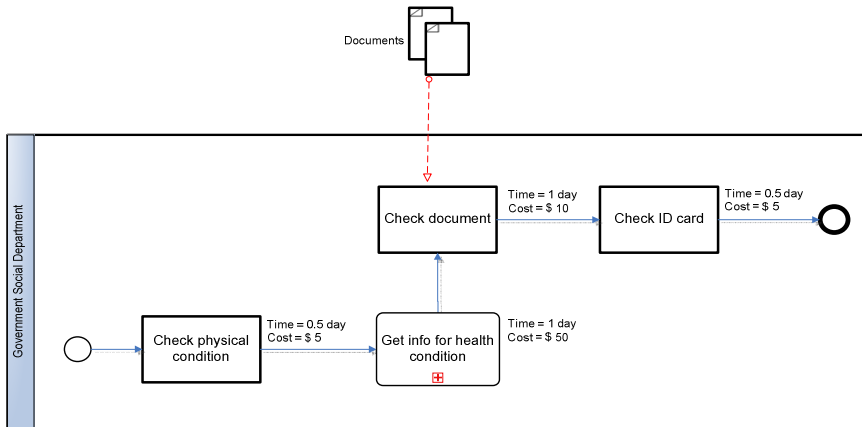 Documents
Government Social Department
Check document
Time = 1 day
Cost = $ 10
Check ID card
Time = 0.5 day
Cost = $ 5
Check physical
condition
Time = 0.5 day
Cost = $ 5
Get info for health
condition
Time = 1 day
Cost = $ 50